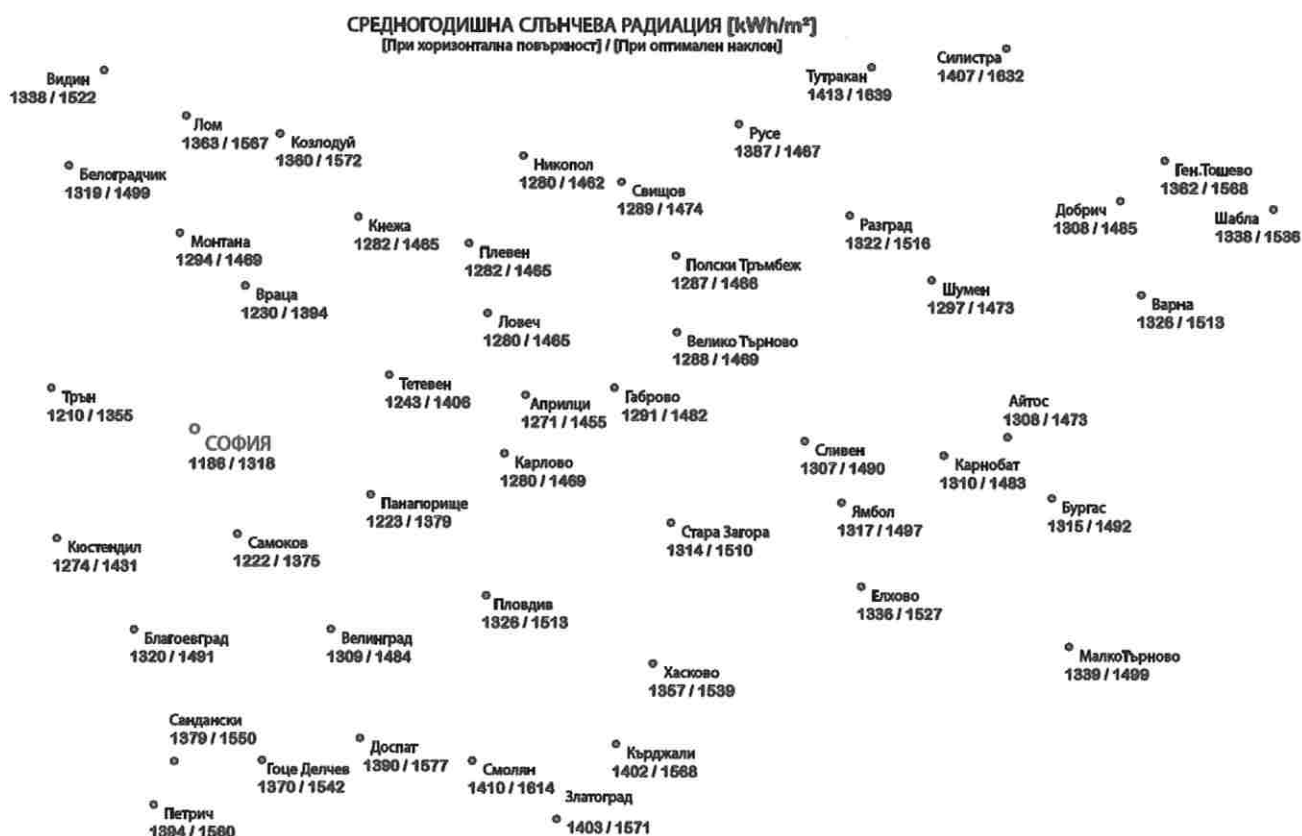 СРЕДНОГОДИШНА СЛЪНЧЕВА РАДИАЦИЯ [kWh/m²]
[При хоризонтална повърхност] / [При оптимален наклон]
Видин
1338 / 1522
Лом
1363 / 1567
Козлодуй
1360 / 1572
Белоградчик
1319 / 1499
Никопол
1280 / 1462
Свищов
1289 / 1474
Русе
1387 / 1467
Тутракан
1413 / 1639
Силистра
1407 / 1632
Ген.Тошево
1362 / 1568
Добрич
1308 / 1485
Шабла
1338 / 1536
Монтана
1294 / 1469
Кнежа
1282 / 1465
Плевен
1282 / 1465
Полски Тръмбеж
1287 / 1466
Разград
1322 / 1516
Шумен
1297 / 1473
Варна
1326 / 1513
Враца
1230 / 1394
Ловеч
1280 / 1465
Велико Търново
1288 / 1469
Трън
1210 / 1355
Тетевен
1243 / 1406
Априлци
1271 / 1455
Габрово
1291 / 1482
Айтос
1308 / 1473
СОФИЯ
1186 / 1318
Карлово
1280 / 1469
Сливен
1307 / 1490
Карнобат
1310 / 1483
Панагюрище
1223 / 1379
Ямбол
1317 / 1497
Бургас
1315 / 1492
Кюстендил
1274 / 1431
Самоков
1222 / 1375
Стара Загора
1314 / 1510
Пловдив
1326 / 1513
Елхово
1336 / 1527
Благоевград
1320 / 1491
Велинград
1309 / 1484
Хасково
1357 / 1539
МалкоТърново
1339 / 1499
Сандански
1379 / 1550
Гоце Делчев
1370 / 1542
Доспат
1390 / 1577
Смолян
1410 / 1614
Кърджали
1402 / 1568
Петрич
1394 / 1560
Златоград
1403 / 1571